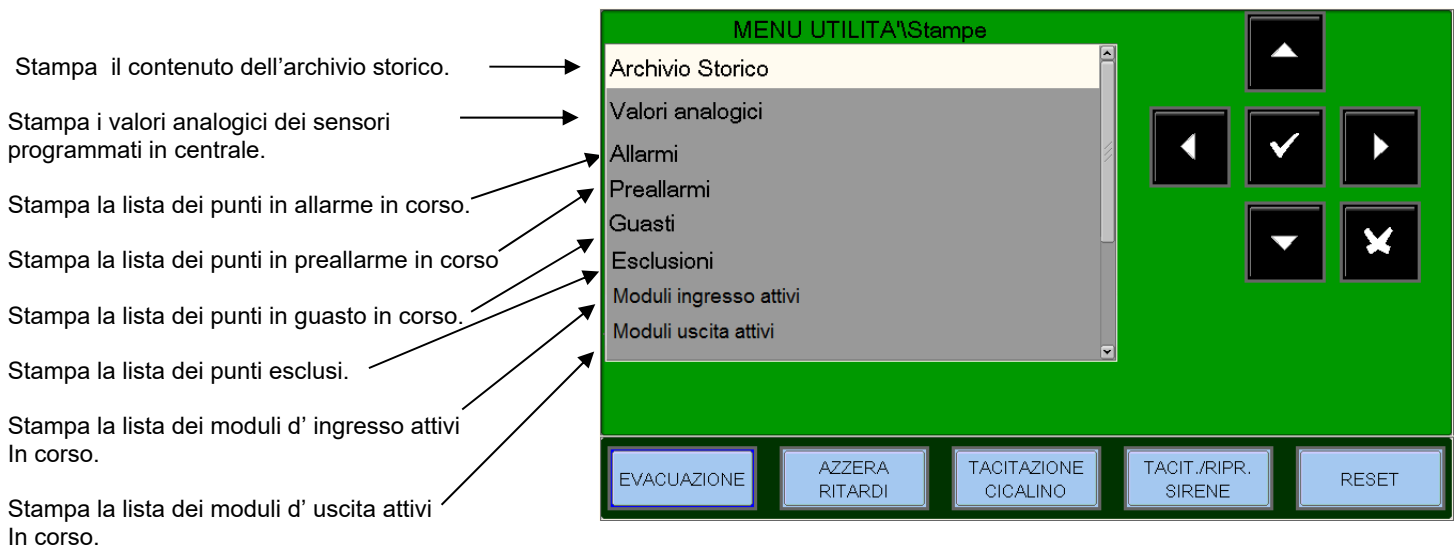 Stampa  il contenuto dell’archivio storico.
Stampa i valori analogici dei sensori
programmati in centrale.
Stampa la lista dei punti in allarme in corso.
Stampa la lista dei punti in preallarme in corso
Stampa la lista dei punti in guasto in corso.
Stampa la lista dei punti esclusi.
Stampa la lista dei moduli d’ ingresso attivi
In corso.
Stampa la lista dei moduli d’ uscita attivi
In corso.
MENU UTILITA'\Stampe
Archivio Storico
Valori analogici
Allarmi
Preallarmi
Guasti
Esclusioni
Moduli ingresso attivi
Moduli uscita attivi
EVACUAZIONE
AZZERA
RITARDI
TACITAZIONE
CICALINO
TACIT./RIPR.
SIRENE
RESET